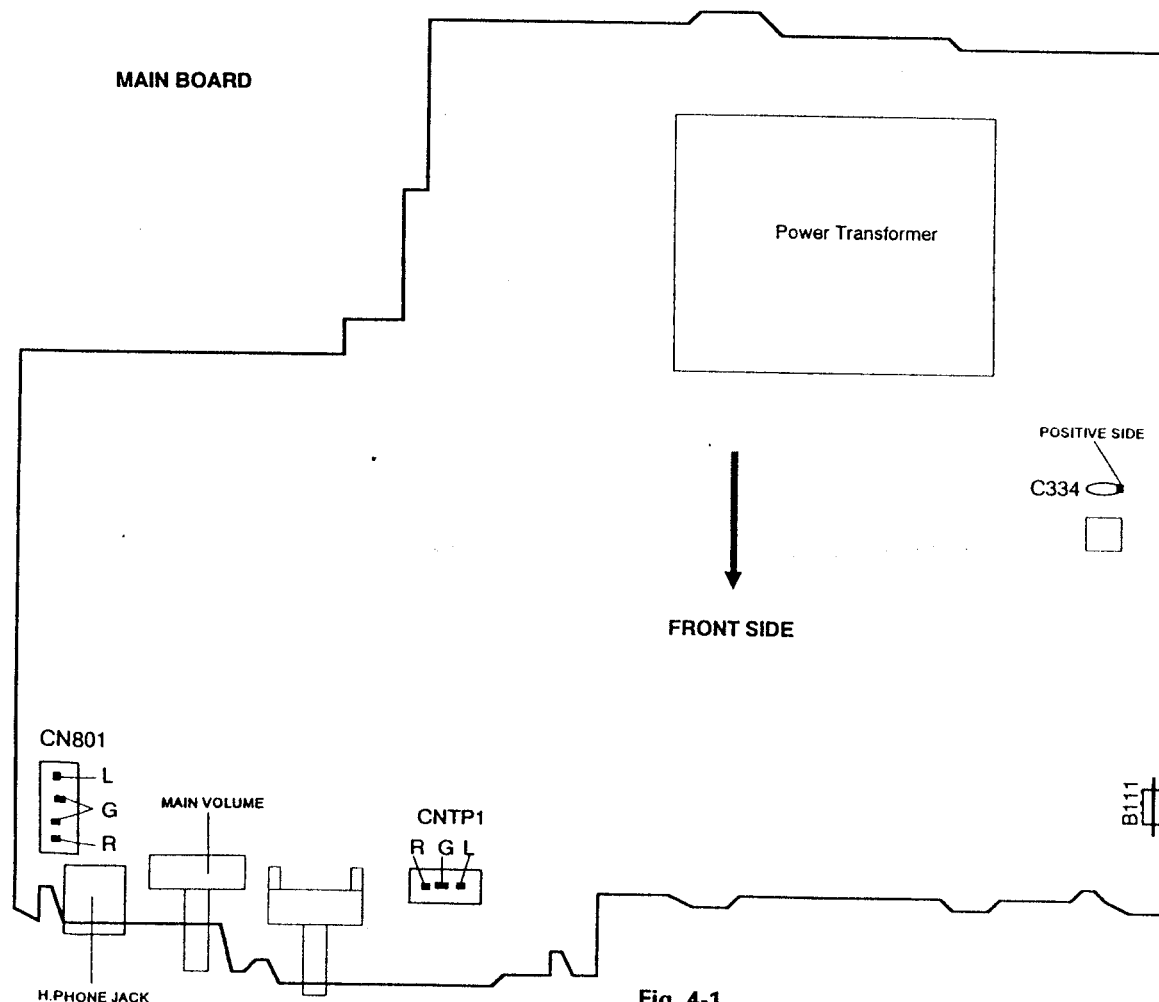 MAIN BOARD
Power Transformer
POSITIVE SIDE
C334
FRONT SIDE
CN801
L
G
R
MAIN VOLUME
CNTP1
R G L
B111
H.PHONE JACK
Fig. 4-1